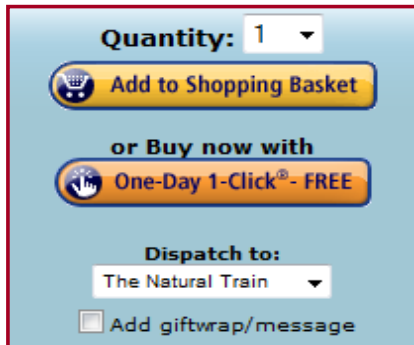 Quantity: 1
Add to Shopping Basket
or Buy now with
One-Day 1-Click®- FREE
Dispatch to:
The Natural Train
Add giftwrap/message